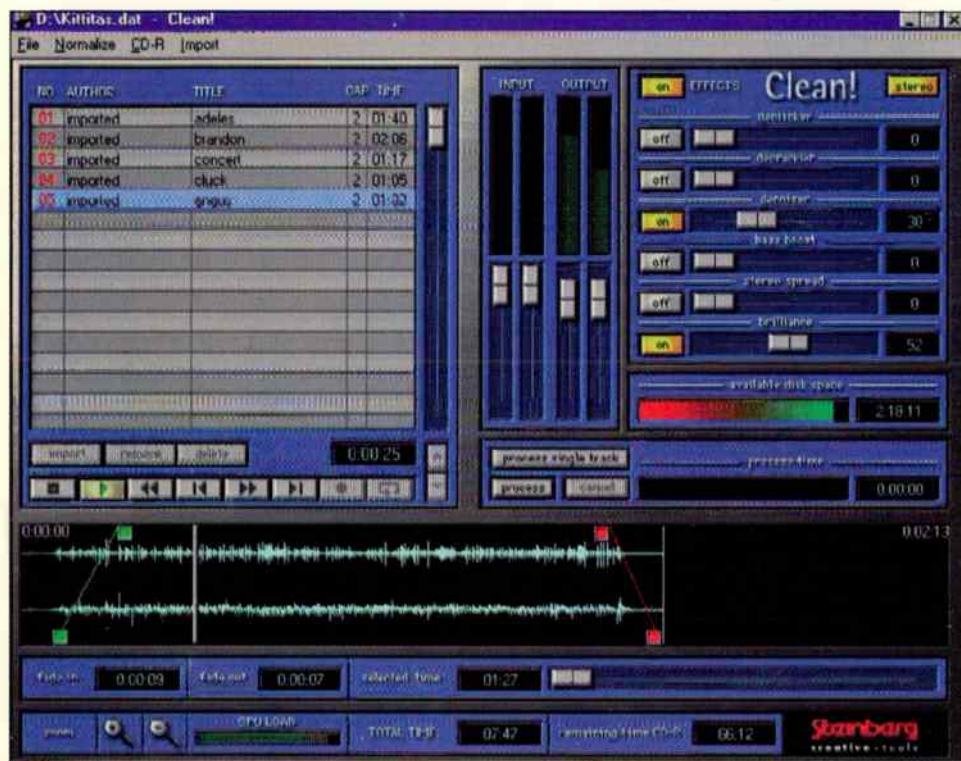 D:\Kittitas.dat - Clean!
File Normalize CD-R Import
NO AUTHOR TITLE CAP TIME
01 imported adeles 2 01:40
02 imported brandon 2 02:06
03 imported concert 2 01:17
04 imported cluck 2 01:05
05 imported angus 2
import rename delete 0:00:25
INPUT OUTPUT
on EFFECTS Clean! stereo
declicker
off 0
decrackler
off 0
denoiser
on 30
bass boost
off 0
stereo spread
off 0
brilliance
on 52
available disk space
2:18:11
process single track
process cancel
process time
0:00:00
0:00:00 0:02:13
fade in 0:00:09 fade out 0:00:07 selected time 01:27
zoom CPU LOAD TOTAL TIME 07:47 remaining time CD-R 66:12
Steinberg
creative-tools